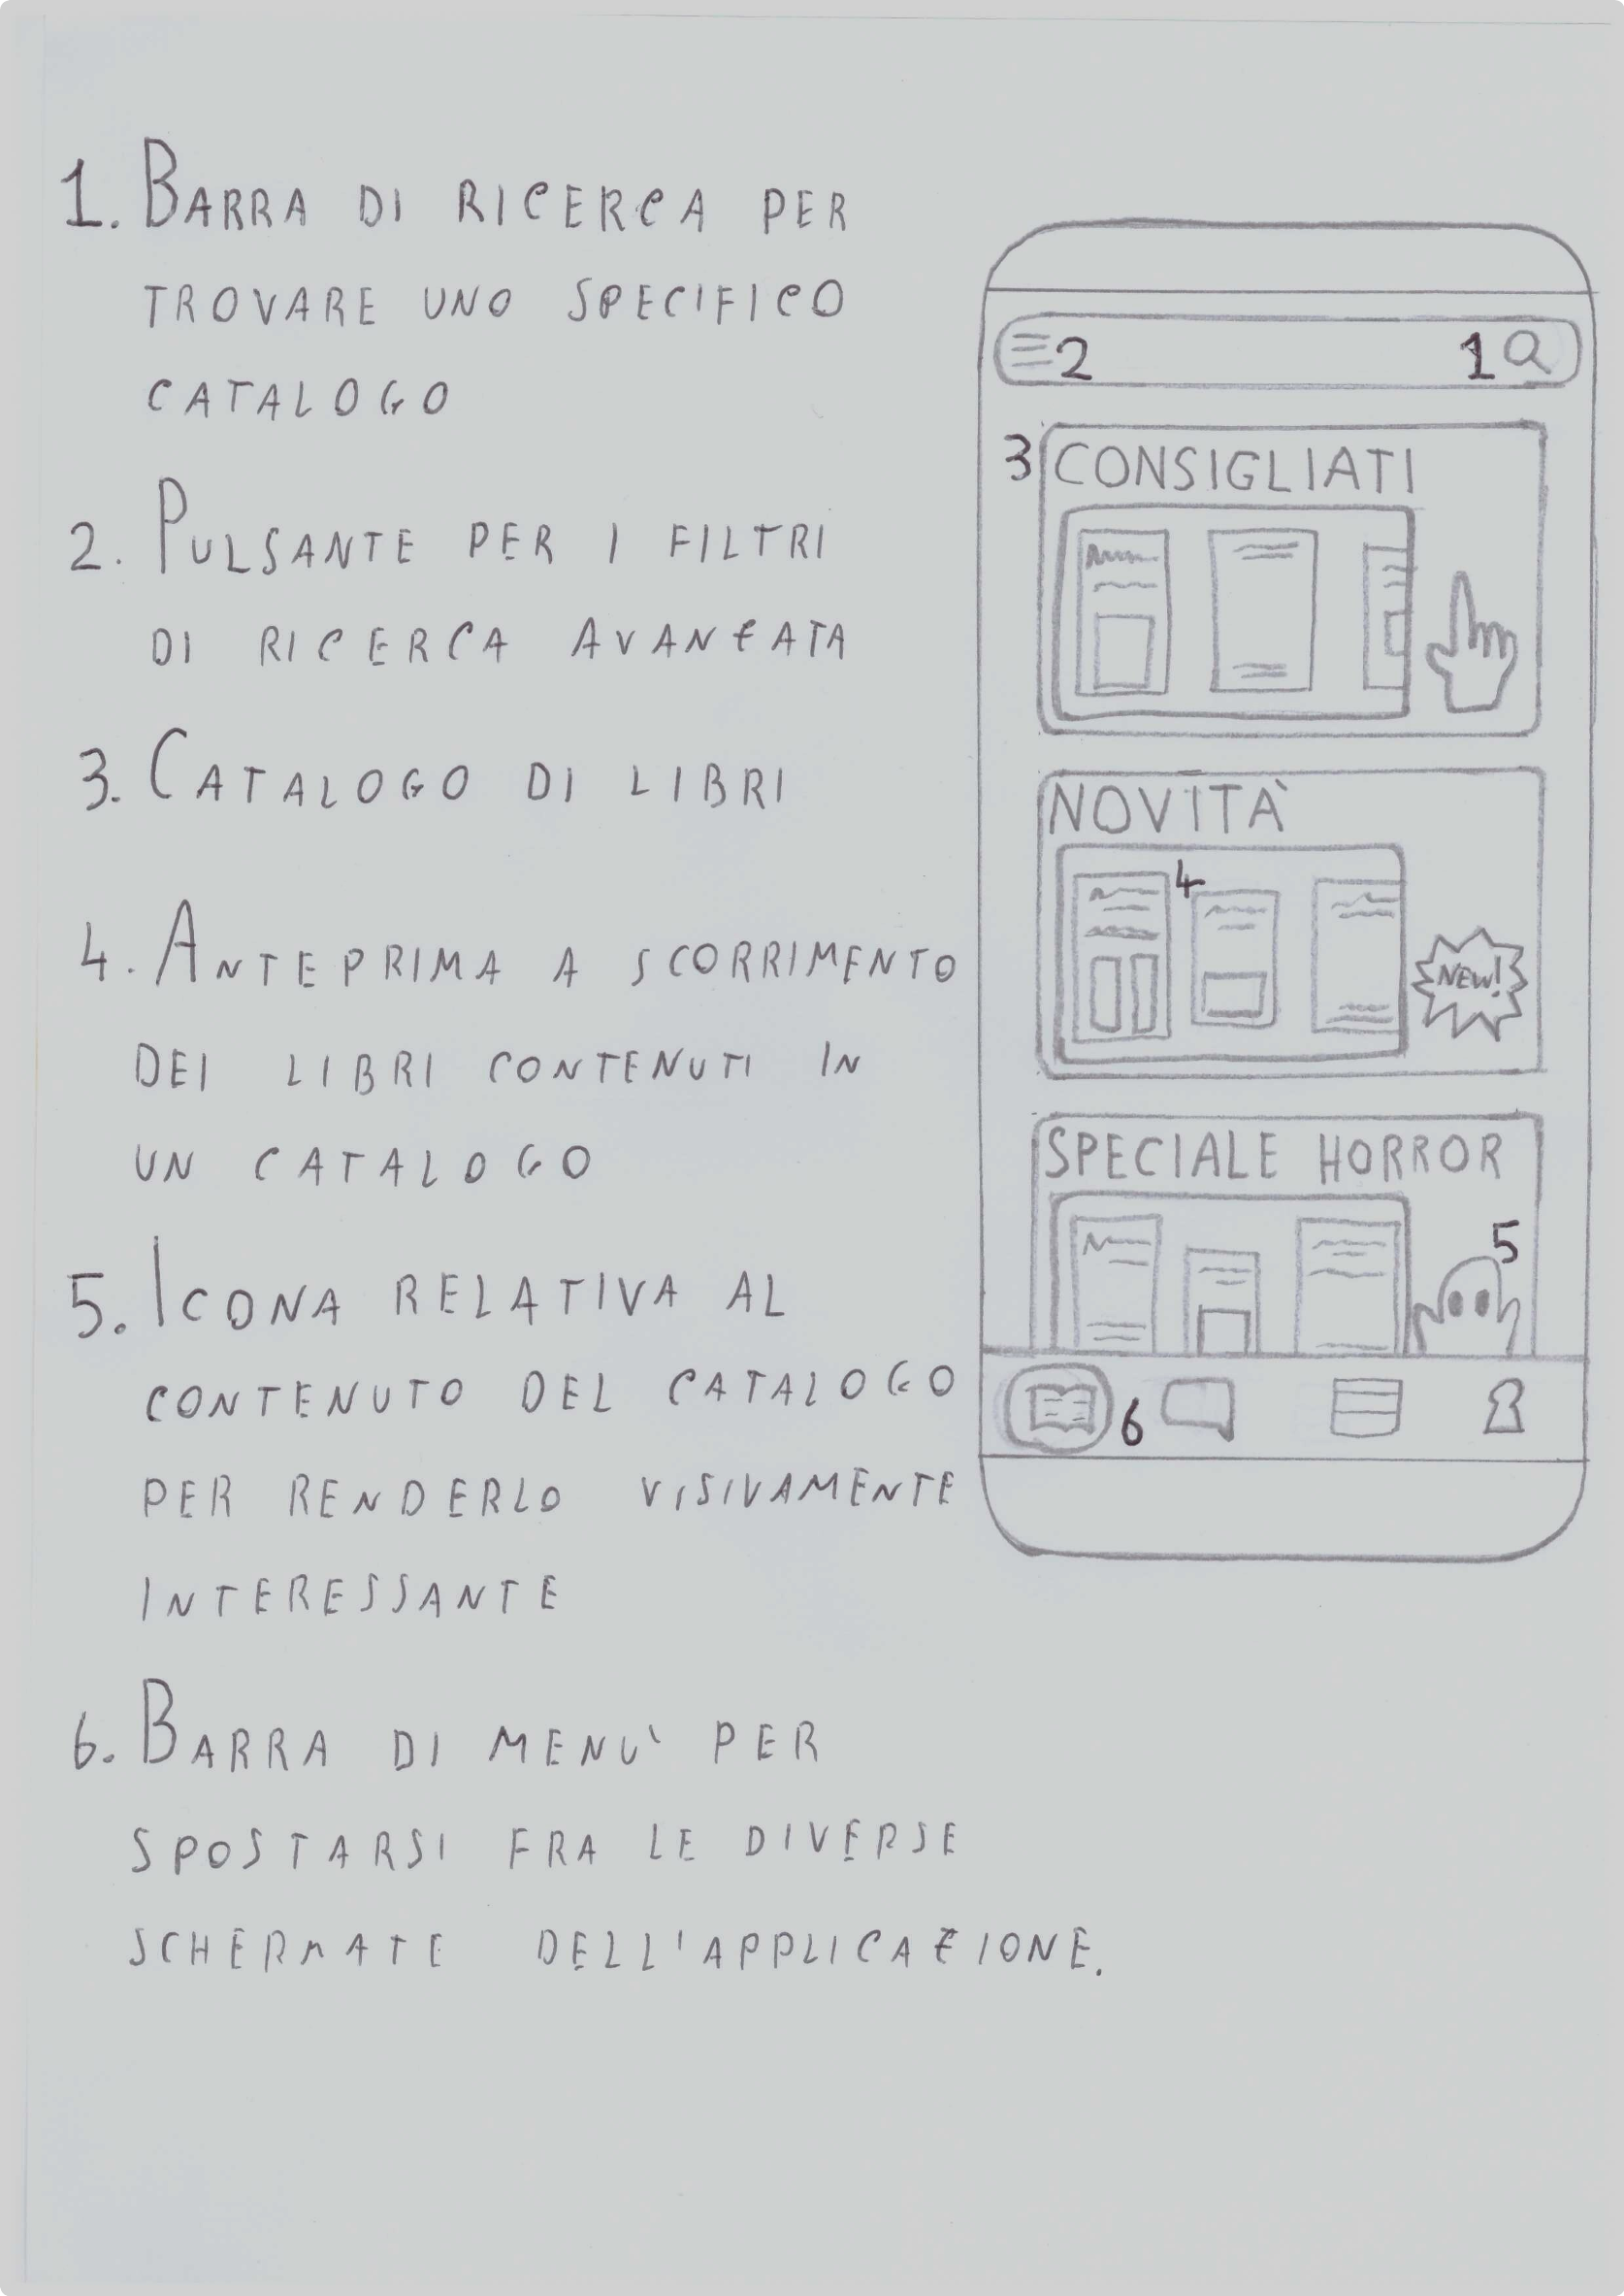 1. BARRA DI RICERCA PER
TROVARE UNO SPECIFICO
CATALOGO
2. PULSANTE PER I FILTRI
DI RICERCA AVANZATA
3. CATALOGO DI LIBRI
4. ANTEPRIMA A SCORRIMENTO
DEI LIBRI CONTENUTI IN
UN CATALOGO
5. ICONA RELATIVA AL
CONTENUTO DEL CATALOGO
PER RENDERLO VISIVAMENTE
INTERESSANTE
6. BARRA DI MENU' PER
SPOSTARSI FRA LE DIVERSE
SCHERMATE DELL'APPLICAZIONE.
2 1
3 CONSIGLIATI
NOVITÀ
4
NEW!
SPECIALE HORROR
5
6